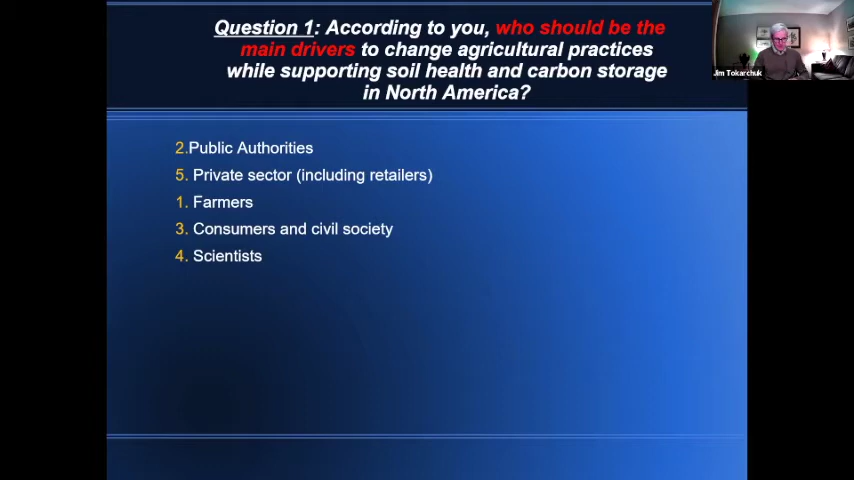 Question 1: According to you, who should be the
main drivers to change agricultural practices
while supporting soil health and carbon storage
in North America?
Jim Tokarchuk
2.Public Authorities
5. Private sector (including retailers)
1. Farmers
3. Consumers and civil society
4. Scientists